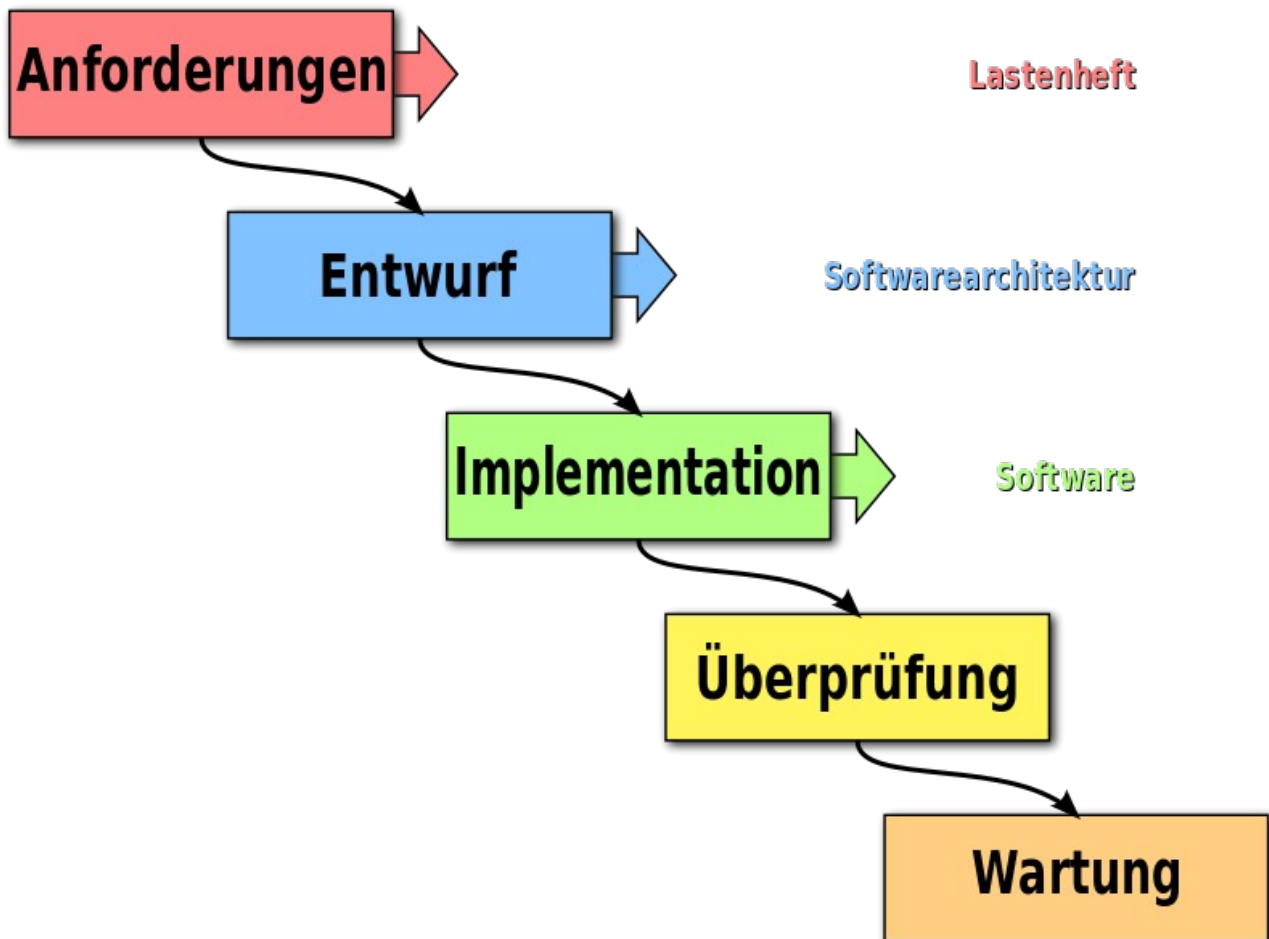 Anforderungen
Lastenheft
Entwurf
Softwarearchitektur
Implementation
Software
Überprüfung
Wartung